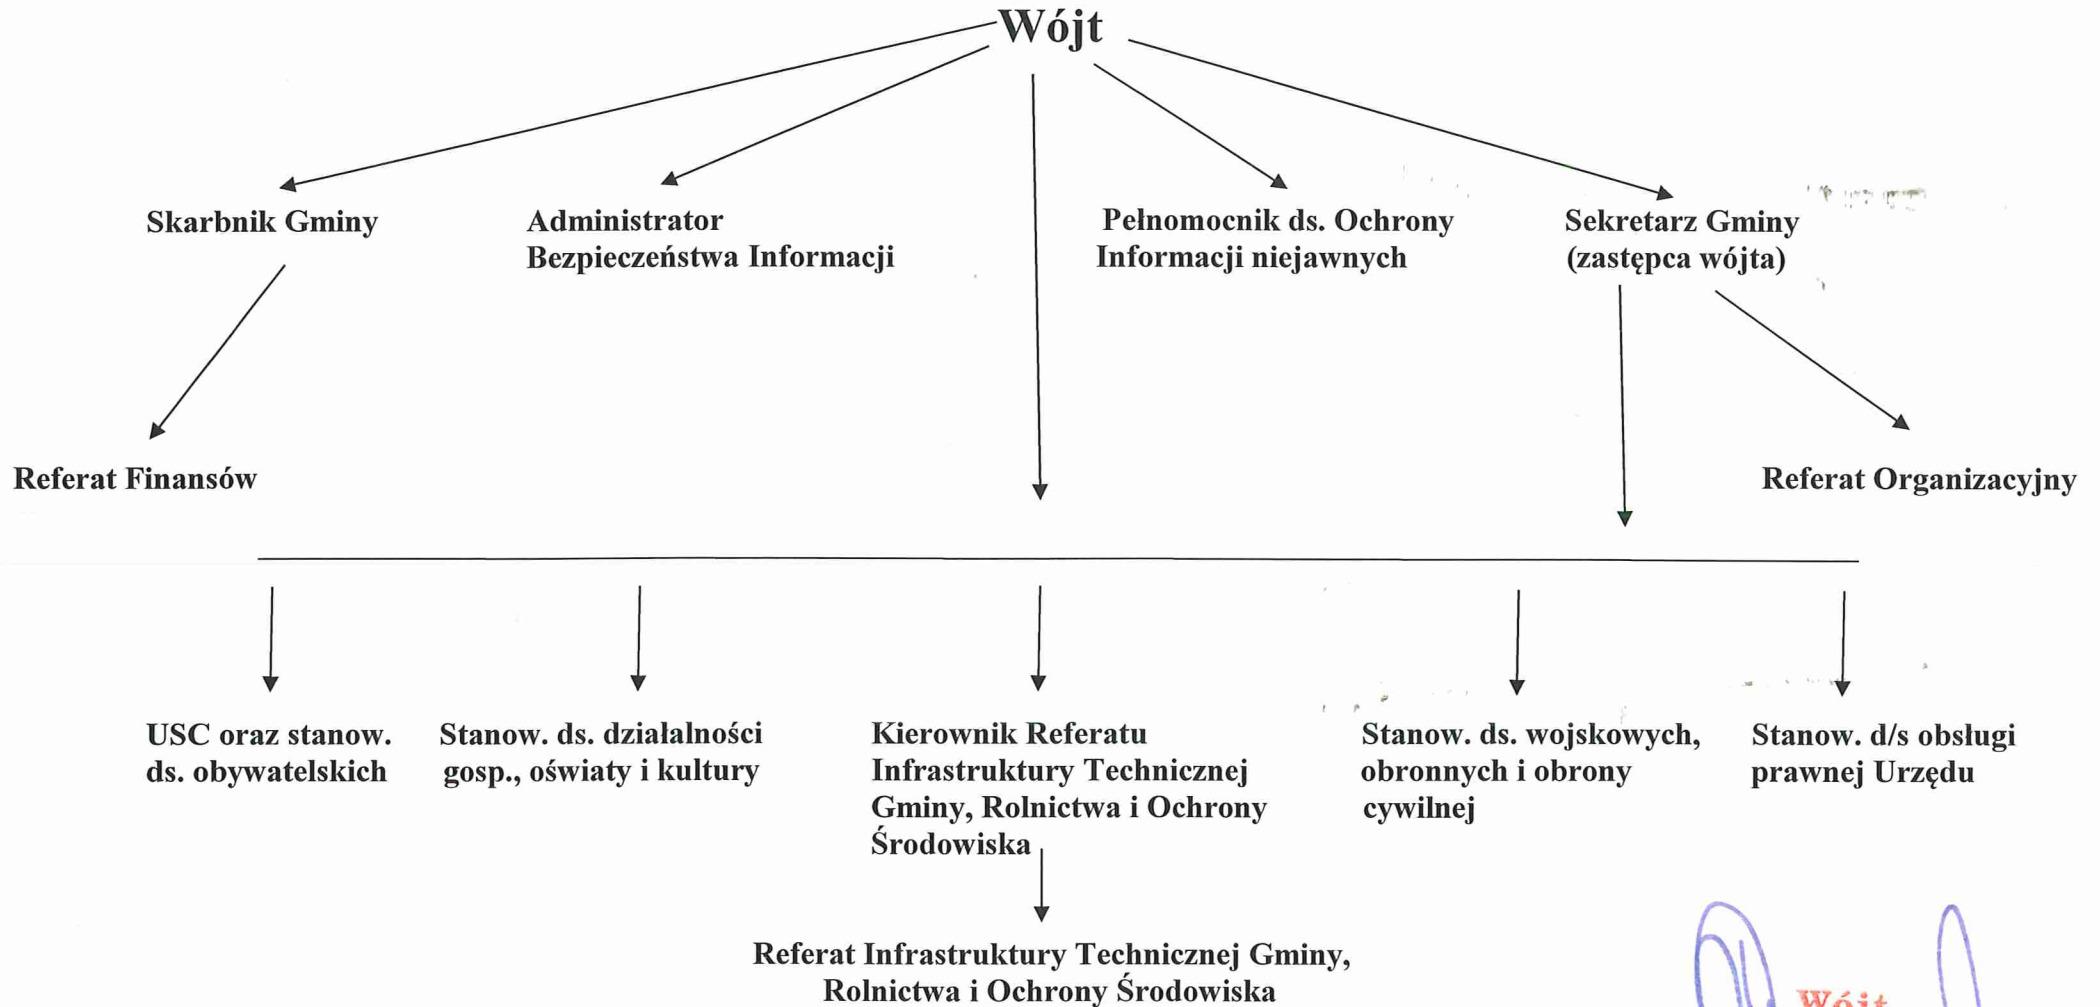 Wójt
Skarbnik Gminy
Administrator
Bezpieczeństwa Informacji
Pełnomocnik ds. Ochrony
Informacji niejawnych
Sekretarz Gminy
(zastępca wójta)
Referat Finansów
Referat Organizacyjny
USC oraz stanow.
ds. obywatelskich
Stanow. ds. działalności
gosp., oświaty i kultury
Kierownik Referatu
Infrastruktury Technicznej
Gminy, Rolnictwa i Ochrony
Środowiska
Stanow. ds. wojskowych,
obronnych i obrony
cywilnej
Stanow. d/s obsługi
prawnej Urzędu
Referat Infrastruktury Technicznej Gminy,
Rolnictwa i Ochrony Środowiska
Wójt